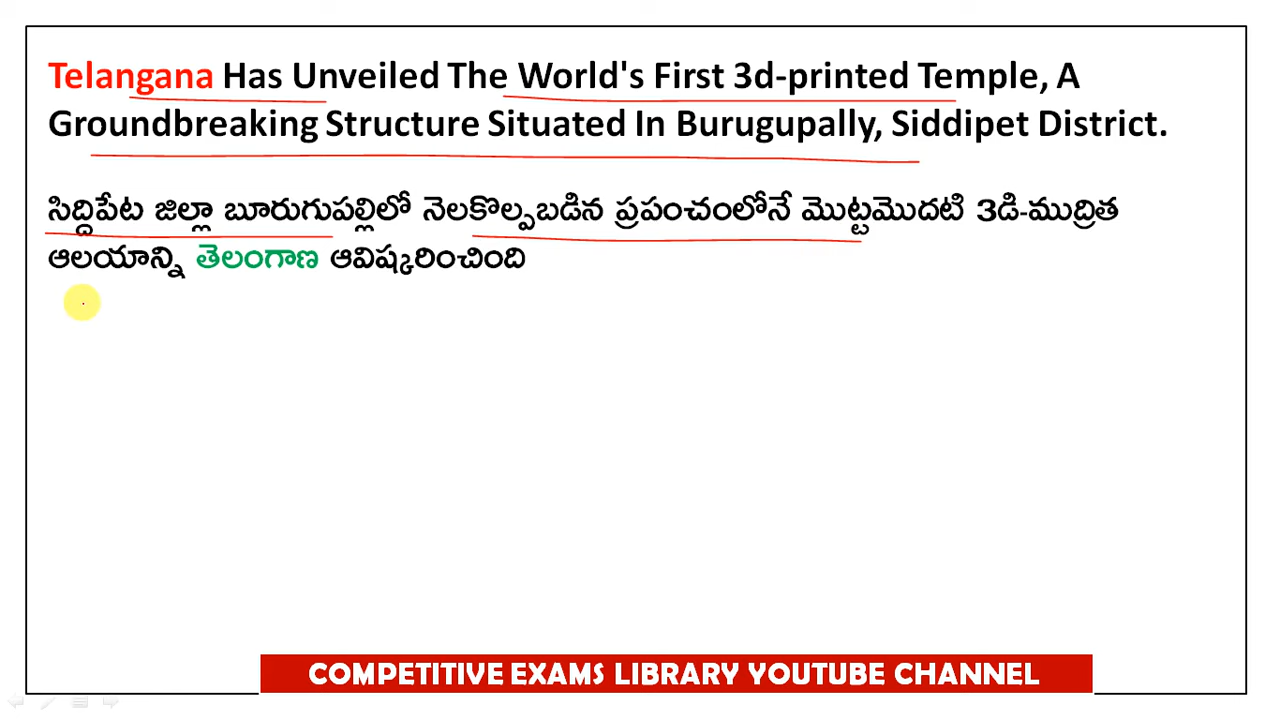 Telangana Has Unveiled The World's First 3d-printed Temple, A
Groundbreaking Structure Situated In Burugupally, Siddipet District.
సిద్దిపేట జిల్లా బూరుగుపల్లిలో నెలకొల్పబడిన ప్రపంచంలోనే మొట్టమొదటి 3డి-ముద్రిత
ఆలయాన్ని తెలంగాణ ఆవిష్కరించింది
COMPETITIVE EXAMS LIBRARY YOUTUBE CHANNEL